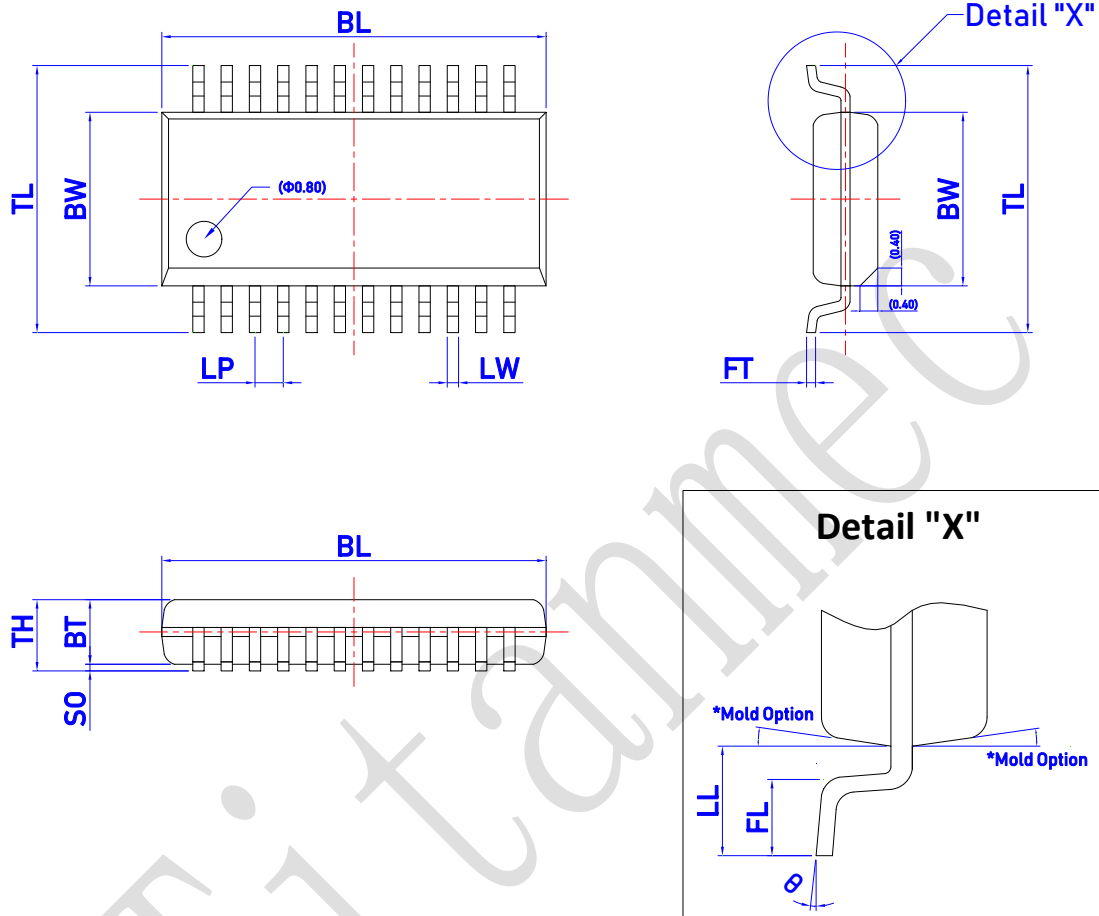 BL
Detail "X"
TL
BW
(Φ0.80)
BW
TL
(0.40)
(0.40)
LP
LW
FT
BL
TH
BT
SO
Detail "X"
*Mold Option
*Mold Option
LL
FL
θ
Titanmec